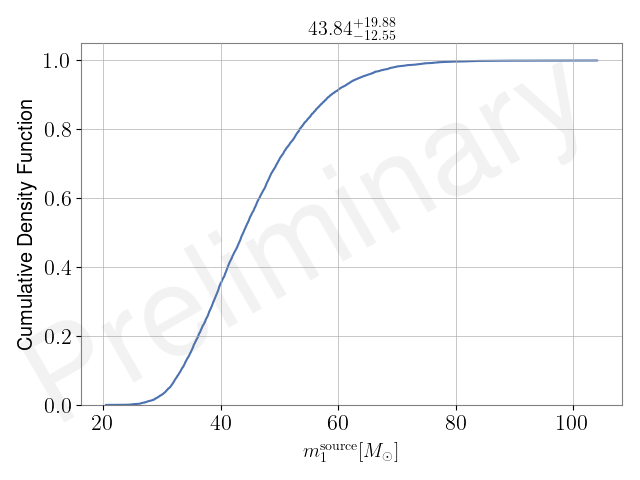 43.84^{+19.88}_{-12.55}
Cumulative Density Function
1.0
0.8
0.6
0.4
0.2
0.0
20 40 60 80 100
m_1^{source}[M_⊙]
Preliminary